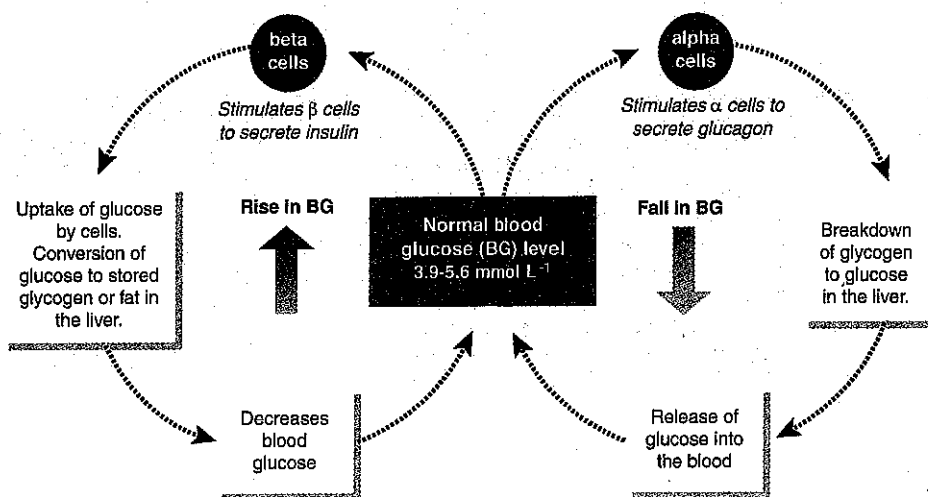 beta
cells
Stimulates β cells
to secrete insulin
alpha
cells
Stimulates α cells to
secrete glucagon
Uptake of glucose
by cells.
Conversion of
glucose to stored
glycogen or fat in
the liver.
Rise in BG
Normal blood
glucose (BG) level
3.9-5.6 mmol L⁻¹
Fall in BG
Breakdown
of glycogen
to glucose
in the liver.
Decreases
blood
glucose
Release of
glucose into
the blood